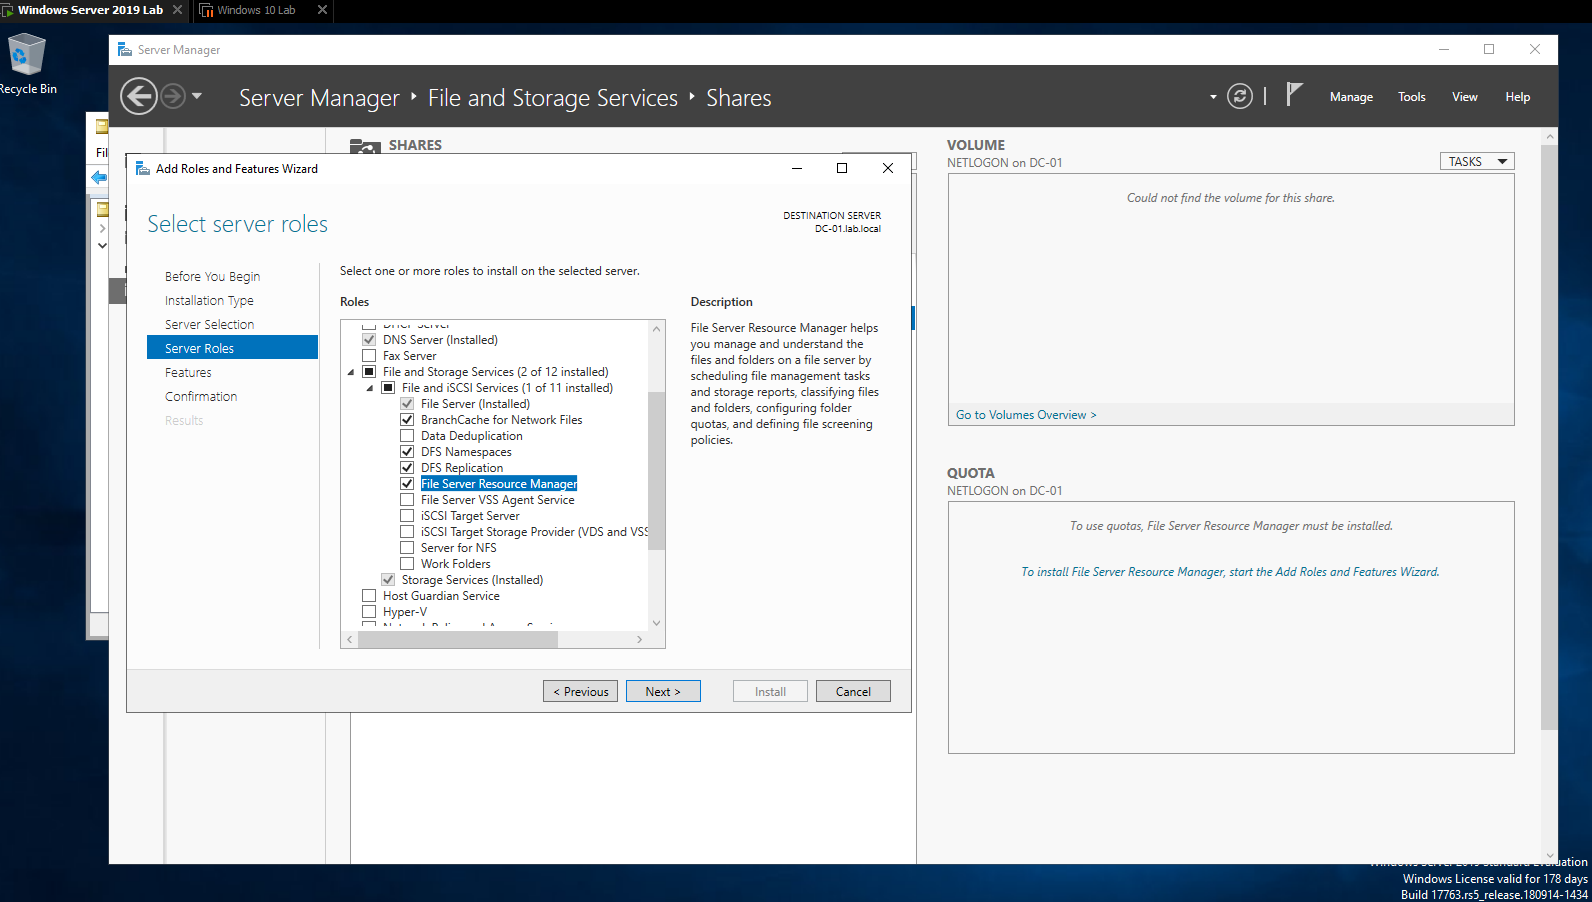 Windows Server 2019 Lab
Windows 10 Lab
Recycle Bin
Server Manager
Server Manager
File and Storage Services
Shares
Manage
Tools
View
Help
Fil
SHARES
Add Roles and Features Wizard
Select server roles
DESTINATION SERVER
DC-01.lab.local
Before You Begin
Installation Type
Server Selection
Server Roles
Features
Confirmation
Results
Select one or more roles to install on the selected server.
Roles
DHCP Server
DNS Server (Installed)
Fax Server
File and Storage Services (2 of 12 installed)
File and iSCSI Services (1 of 11 installed)
File Server (Installed)
BranchCache for Network Files
Data Deduplication
DFS Namespaces
DFS Replication
File Server Resource Manager
File Server VSS Agent Service
iSCSI Target Server
iSCSI Target Storage Provider (VDS and VSS
Server for NFS
Work Folders
Storage Services (Installed)
Host Guardian Service
Hyper-V
Description
File Server Resource Manager helps
you manage and understand the
files and folders on a file server by
scheduling file management tasks
and storage reports, classifying files
and folders, configuring folder
quotas, and defining file screening
policies.
< Previous
Next >
Install
Cancel
VOLUME
NETLOGON on DC-01
TASKS
Could not find the volume for this share.
Go to Volumes Overview >
QUOTA
NETLOGON on DC-01
To use quotas, File Server Resource Manager must be installed.
To install File Server Resource Manager, start the Add Roles and Features Wizard.
Windows Server 2019 Standard Evaluation
Windows License valid for 178 days
Build 17763.rs5_release.180914-1434